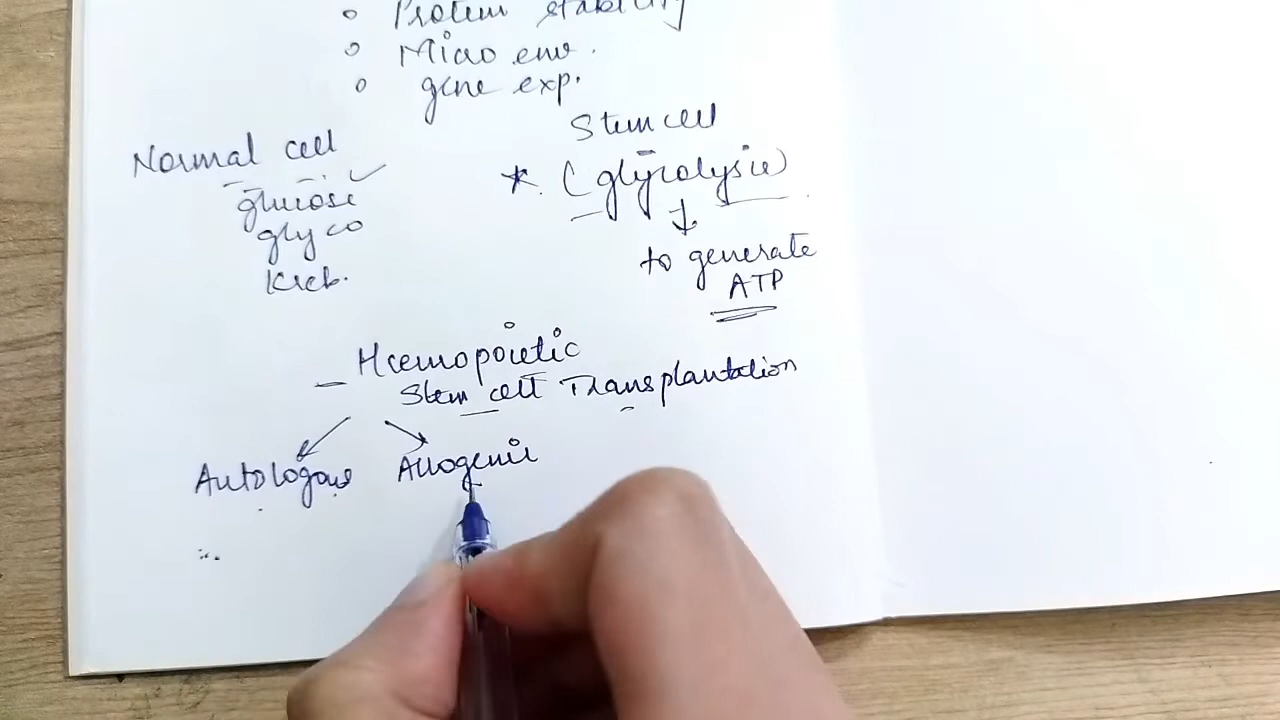 Protein stability
Micro env.
gene exp.
Normal cell
glucose
glyco
Kreb.
Stem cell
* (glycolysis)
to generate
ATP
Haemopoietic
Stem cell Transplantation
Autologous
Allogenic